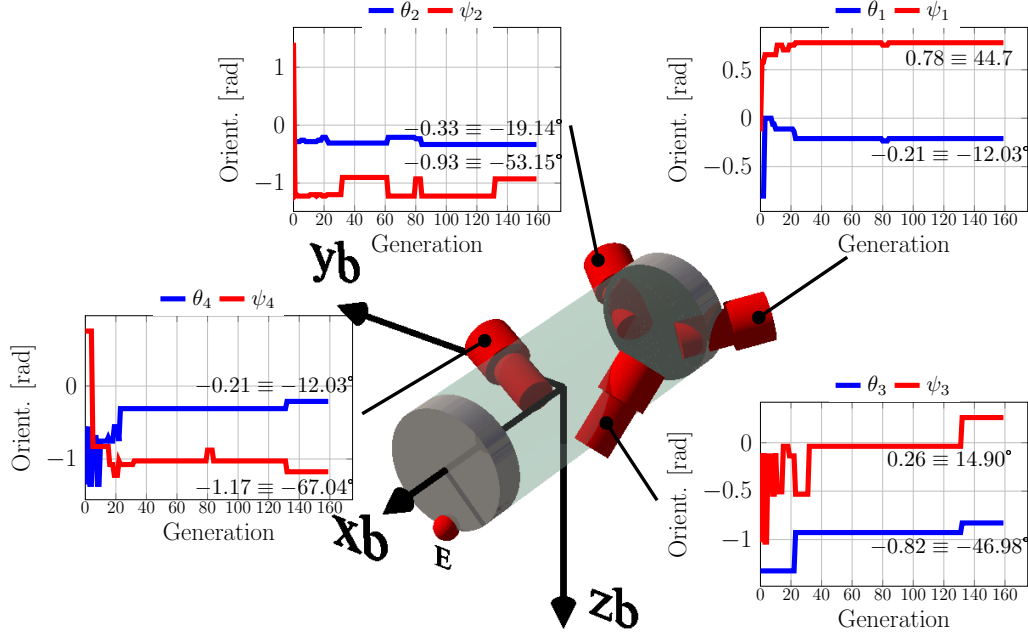 θ₂ ψ₂
Orient. [rad]
1
0
−1
−0.33 ≡ −19.14°
−0.93 ≡ −53.15°
0 20 40 60 80 100 120 140 160
Generation
θ₁ ψ₁
Orient. [rad]
0.5
0
−0.5
0.78 ≡ 44.7
−0.21 ≡ −12.03°
0 20 40 60 80 100 120 140 160
Generation
yb
θ₄ ψ₄
Orient. [rad]
0
−1
−0.21 ≡ −12.03°
−1.17 ≡ −67.04°
0 20 40 60 80 100 120 140 160
Generation
xb
E
zb
θ₃ ψ₃
Orient. [rad]
0
−0.5
−1
0.26 ≡ 14.90°
−0.82 ≡ −46.98°
0 20 40 60 80 100 120 140 160
Generation